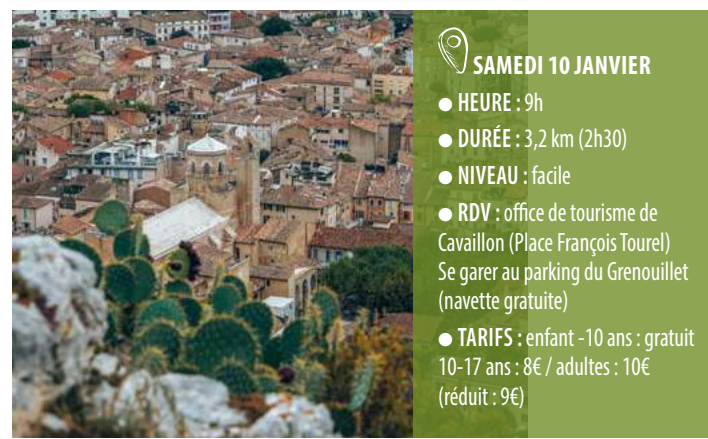 SAMEDI 10 JANVIER
● HEURE : 9h
● DURÉE : 3,2 km (2h30)
● NIVEAU : facile
● RDV : office de tourisme de
Cavaillon (Place François Tourel)
Se garer au parking du Grenouillet
(navette gratuite)
● TARIFS : enfant -10 ans : gratuit
10-17 ans : 8€ / adultes : 10€
(réduit : 9€)